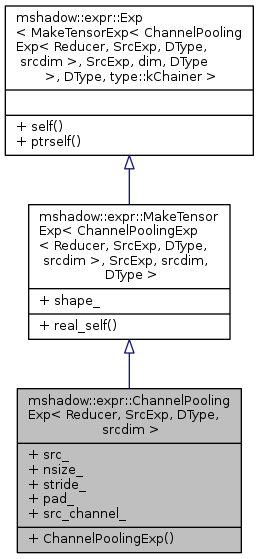 mshadow::expr::Exp
< MakeTensorExp< ChannelPooling
Exp< Reducer, SrcExp, DType,
srcdim >, SrcExp, dim, DType
>, DType, type::kChainer >
+ self()
+ ptrself()
mshadow::expr::MakeTensor
Exp< ChannelPoolingExp
< Reducer, SrcExp, DType,
srcdim >, SrcExp, srcdim,
DType >
+ shape_
+ real_self()
mshadow::expr::ChannelPooling
Exp< Reducer, SrcExp, DType,
srcdim >
+ src_
+ nsize_
+ stride_
+ pad_
+ src_channel_
+ ChannelPoolingExp()